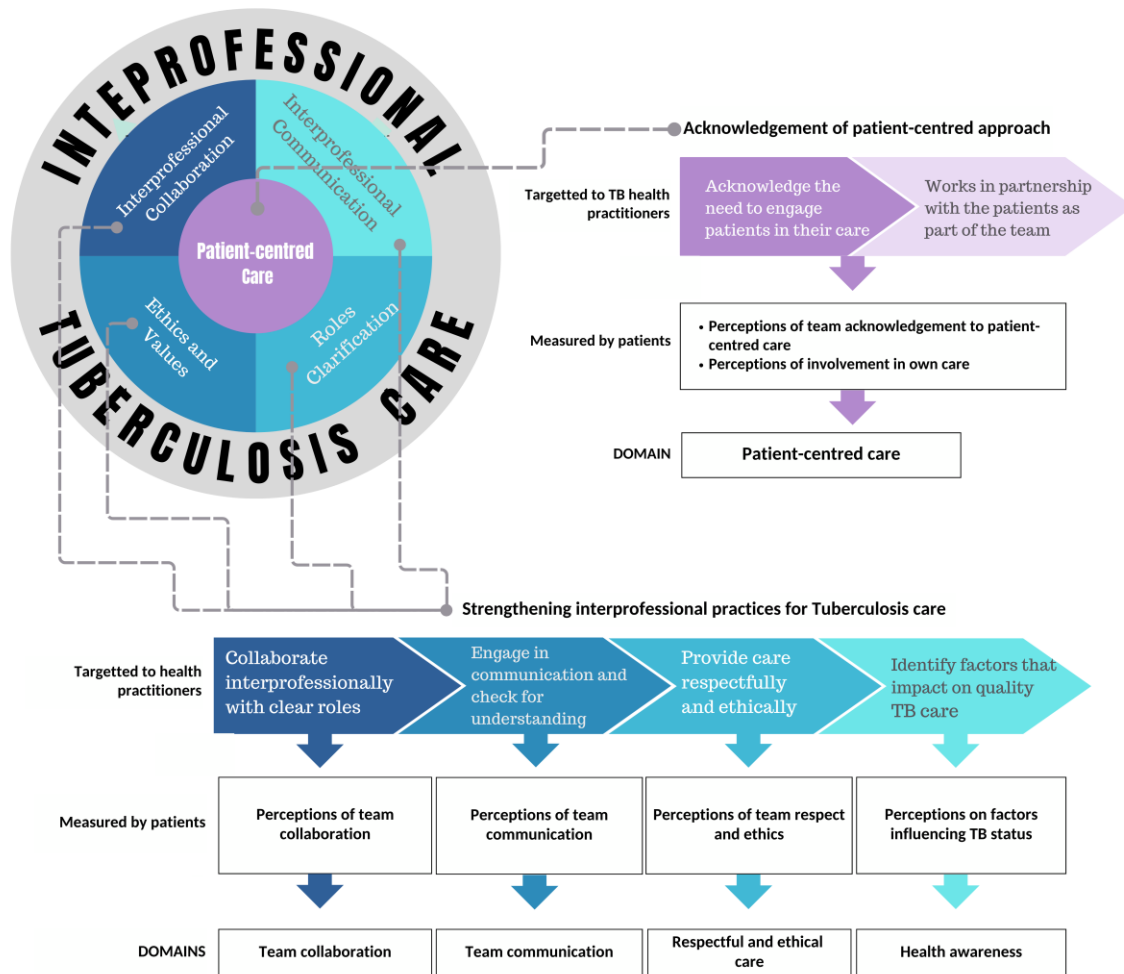 INTEPROFESSIONAL
TUBERCULOSIS CARE
Interprofessional
Collaboration
Interprofessional
Communication
Patient-centred
Care
Ethics and
Values
Roles
Clarification
Acknowledgement of patient-centred approach
Targetted to TB health
practitioners
Acknowledge the
need to engage
patients in their care
Works in partnership
with the patients as
part of the team
Measured by patients
• Perceptions of team acknowledgement to patient-
centred care
• Perceptions of involvement in own care
DOMAIN
Patient-centred care
Strengthening interprofessional practices for Tuberculosis care
Targetted to health
practitioners
Collaborate
interprofessionally
with clear roles
Engage in
communication and
check for
understanding
Provide care
respectfully
and ethically
Identify factors that
impact on quality
TB care
Measured by patients
Perceptions of team
collaboration
Perceptions of team
communication
Perceptions of team respect
and ethics
Perceptions on factors
influencing TB status
DOMAINS
Team collaboration
Team communication
Respectful and ethical
care
Health awareness